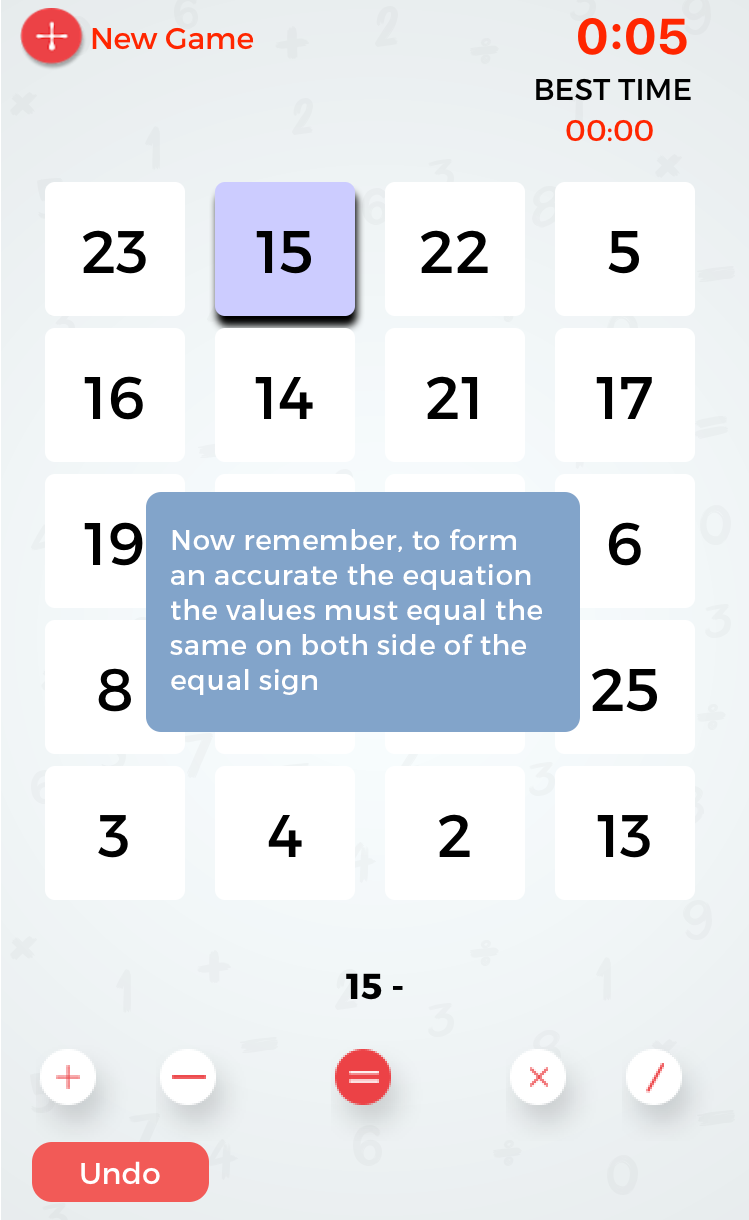 New Game
0:05
BEST TIME
00:00
23 15 22 5
16 14 21 17
19 6
Now remember, to form
an accurate the equation
the values must equal the
same on both side of the
equal sign
8 25
3 4 2 13
15 -
+ — = × /
Undo